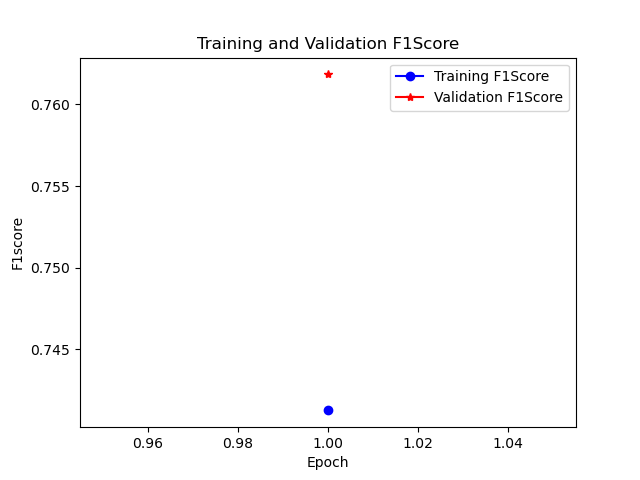 Training and Validation F1Score
Training F1Score
Validation F1Score
0.760
0.755
0.750
0.745
F1score
0.96
0.98
1.00
1.02
1.04
Epoch